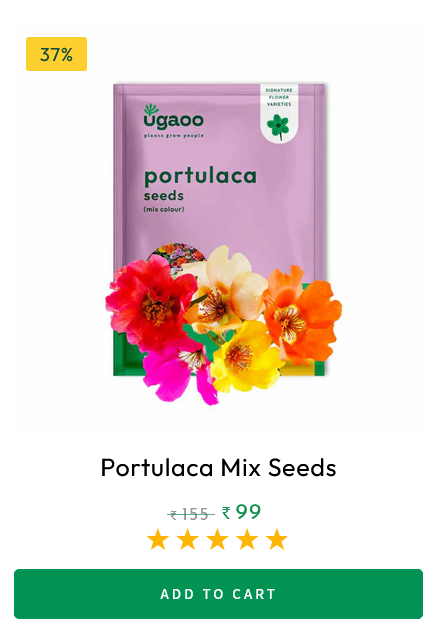 37%
SIGNATURE
FLOWER
VARIETIES
ugaoo
plants grow people
portulaca
seeds
(mix colour)
Portulaca Mix Seeds
₹155 ₹99
ADD TO CART